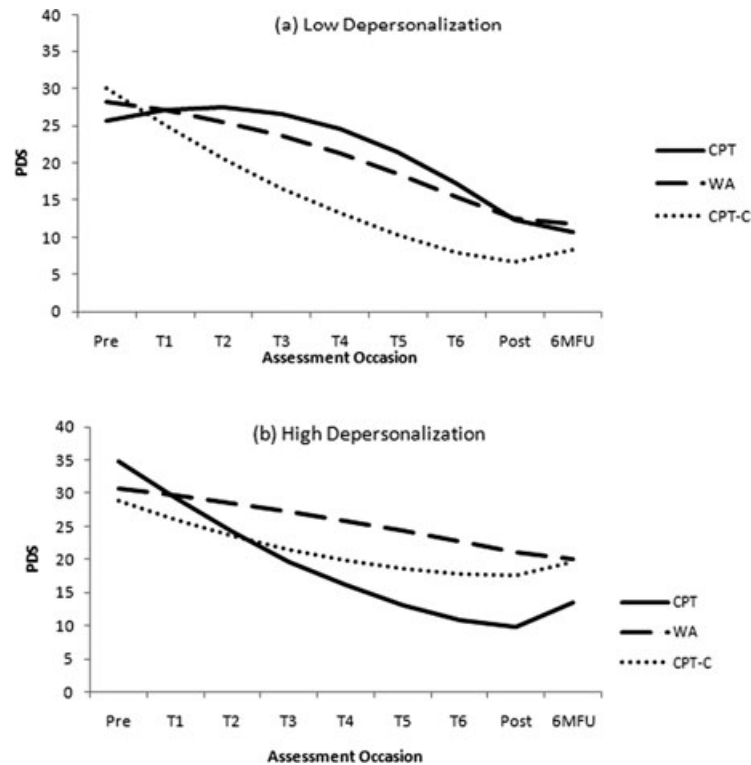 (a) Low Depersonalization
40
35
30
25
20
15
10
5
0
PDS
Pre T1 T2 T3 T4 T5 T6 Post 6MFU
Assessment Occasion
CPT
WA
CPT-C
(b) High Depersonalization
40
35
30
25
20
15
10
5
0
PDS
Pre T1 T2 T3 T4 T5 T6 Post 6MFU
Assessment Occasion
CPT
WA
CPT-C